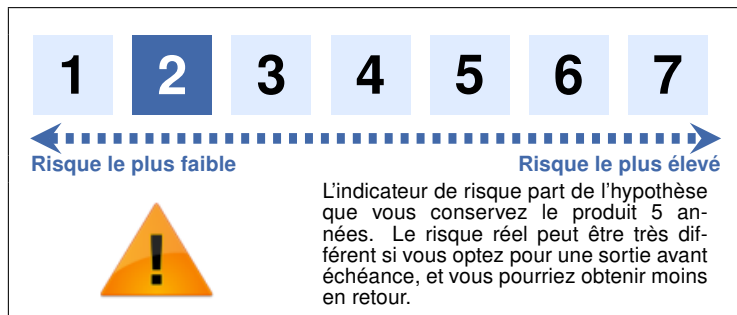 1 2 3 4 5 6 7
Risque le plus faible Risque le plus élevé
L'indicateur de risque part de l'hypothèse
que vous conservez le produit 5 an-
nées. Le risque réel peut être très dif-
férent si vous optez pour une sortie avant
échéance, et vous pourriez obtenir moins
en retour.